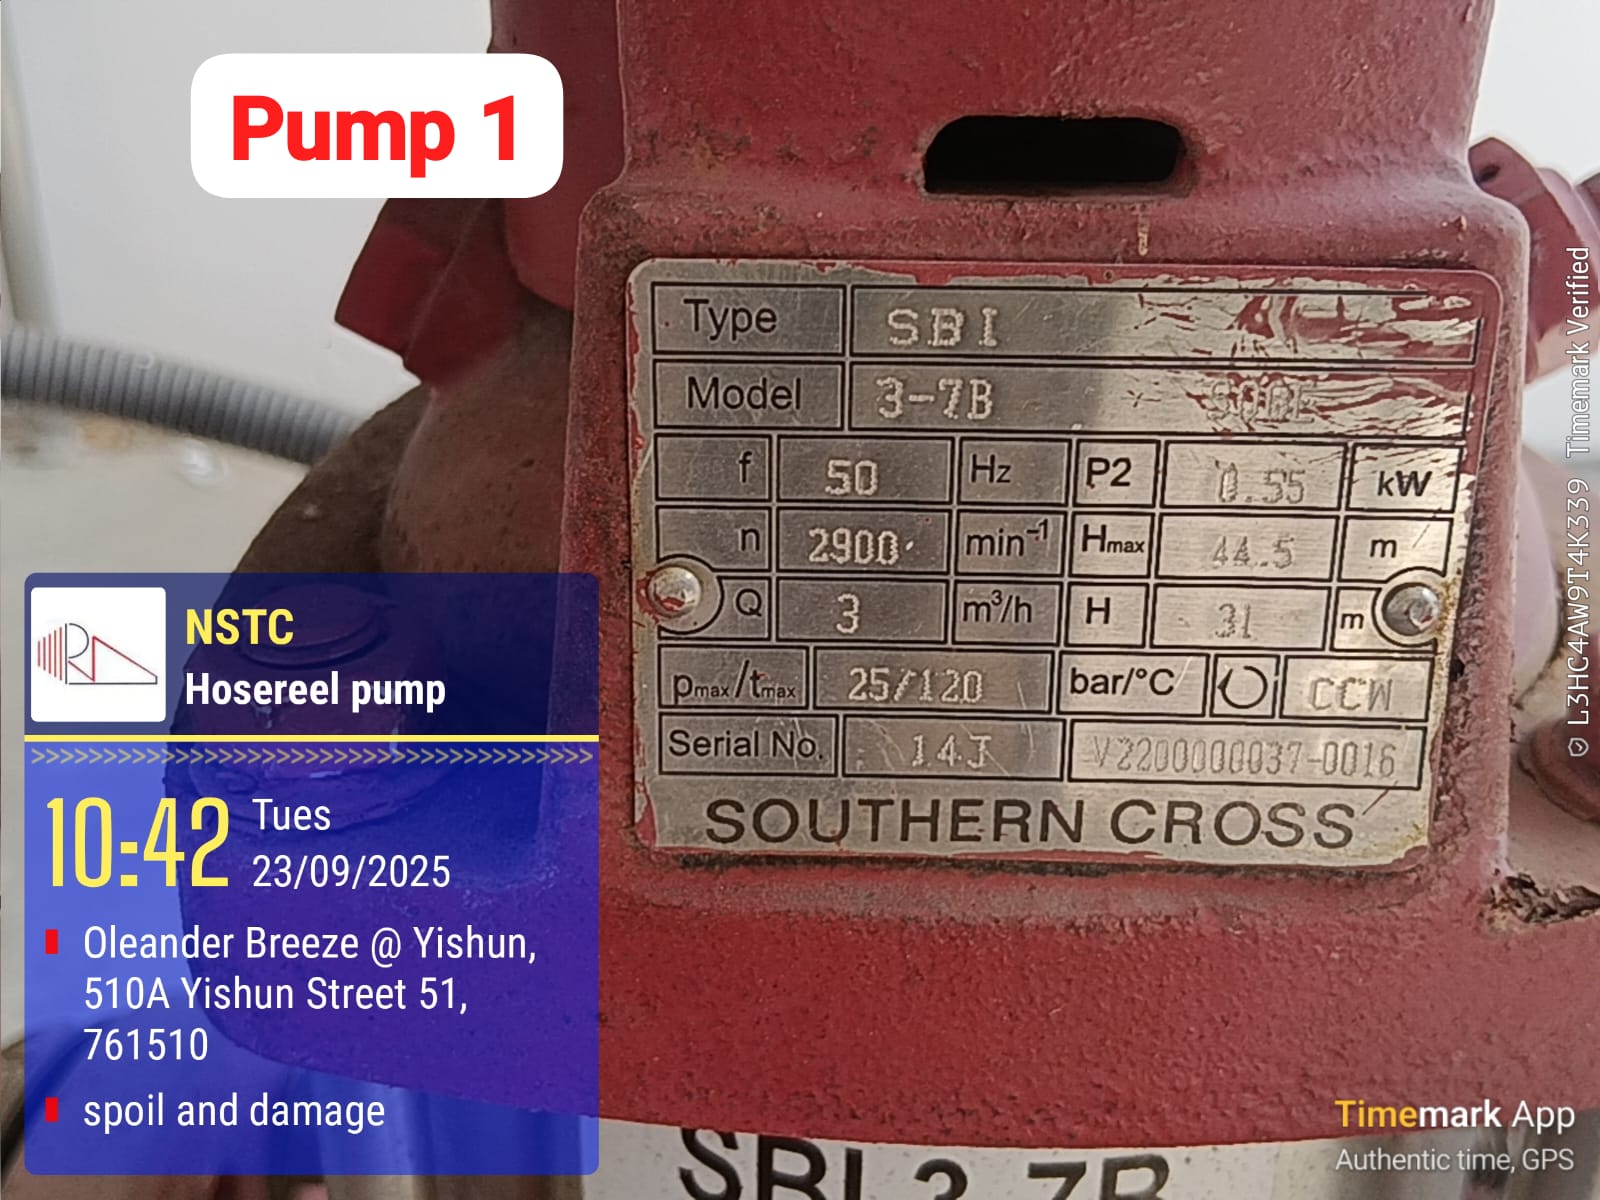 Pump 1
Type SBI
Model 3-7B
f 50 Hz P2 0.55 kW
n 2900 min⁻¹ Hmax 44.5 m
Q 3 m³/h H 31 m
pmax/tmax 25/120 bar/°C CCW
Serial No. 14J V2200000037-0016
SOUTHERN CROSS
SBI 3-7B
NSTC
Hosereel pump
>>>>>>>>>>>>>>>>>>>>>>>>>>>>>>>>>>>>>>>
10:42 Tues
23/09/2025
Oleander Breeze @ Yishun,
510A Yishun Street 51,
761510
spoil and damage
Timemark App
Authentic time, GPS
L3HC4AW9T4K339 Timemark Verified